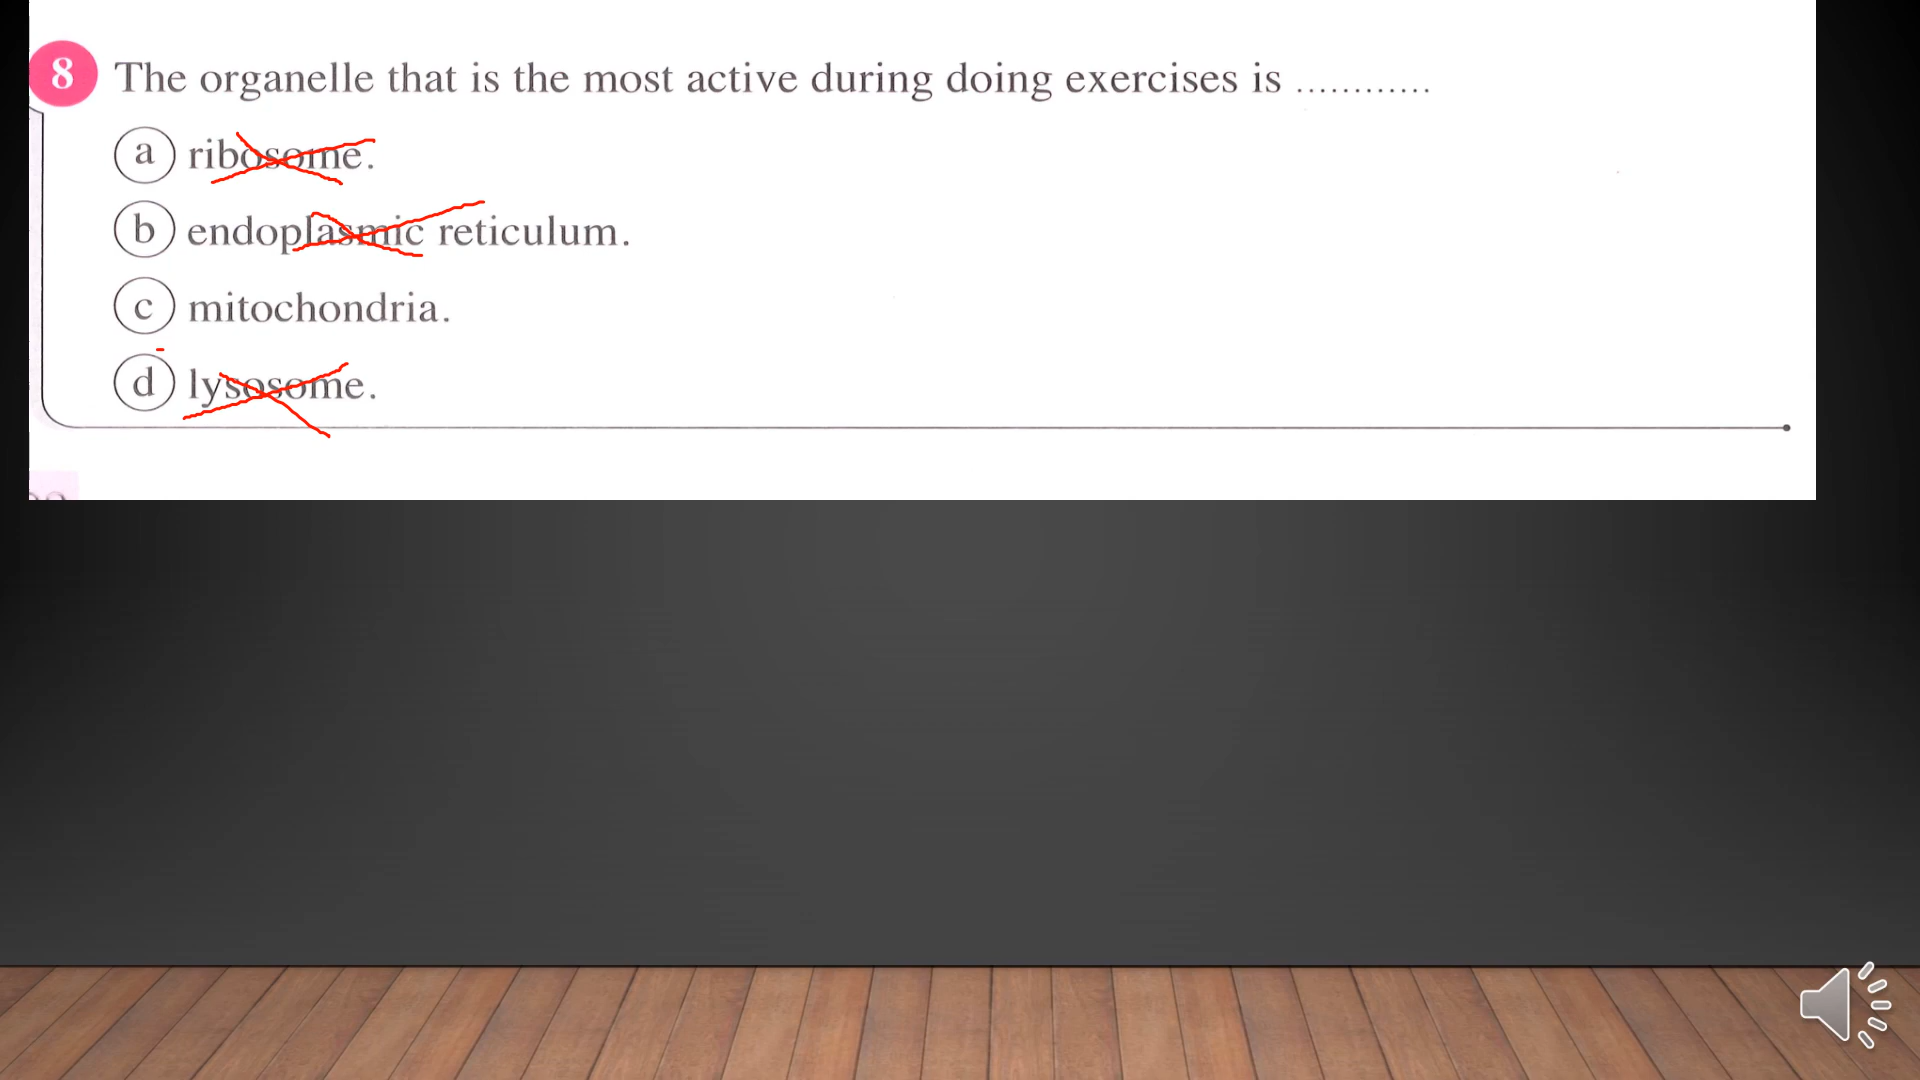 8 The organelle that is the most active during doing exercises is ............
a ribosome.
b endoplasmic reticulum.
c mitochondria.
d lysosome.